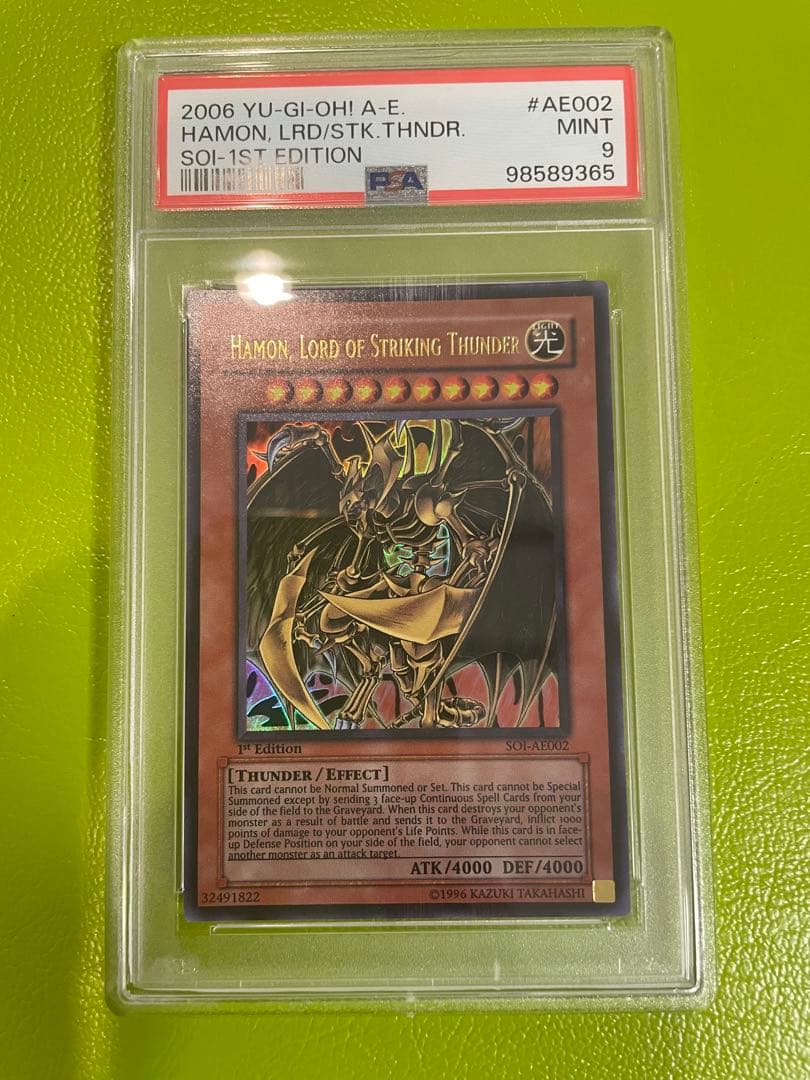 2006 YU-GI-OH! A-E. #AE002
HAMON, LRD/STK.THNDR. MINT
SOI-1ST EDITION 9
PSA 98589365
HAMON, LORD OF STRIKING THUNDER
LIGHT
光
1st Edition SOI-AE002
[THUNDER/EFFECT]
This card cannot be Normal Summoned or Set. This card cannot be Special
Summoned except by sending 3 face-up Continuous Spell Cards from your
side of the field to the Graveyard. When this card destroys your opponent's
monster as a result of battle and sends it to the Graveyard, inflict 1000
points of damage to your opponent's Life Points. While this card is in face-
up Defense Position on your side of the field, your opponent cannot select
another monster as an attack target.
ATK/4000 DEF/4000
32491822 ©1996 KAZUKI TAKAHASHI